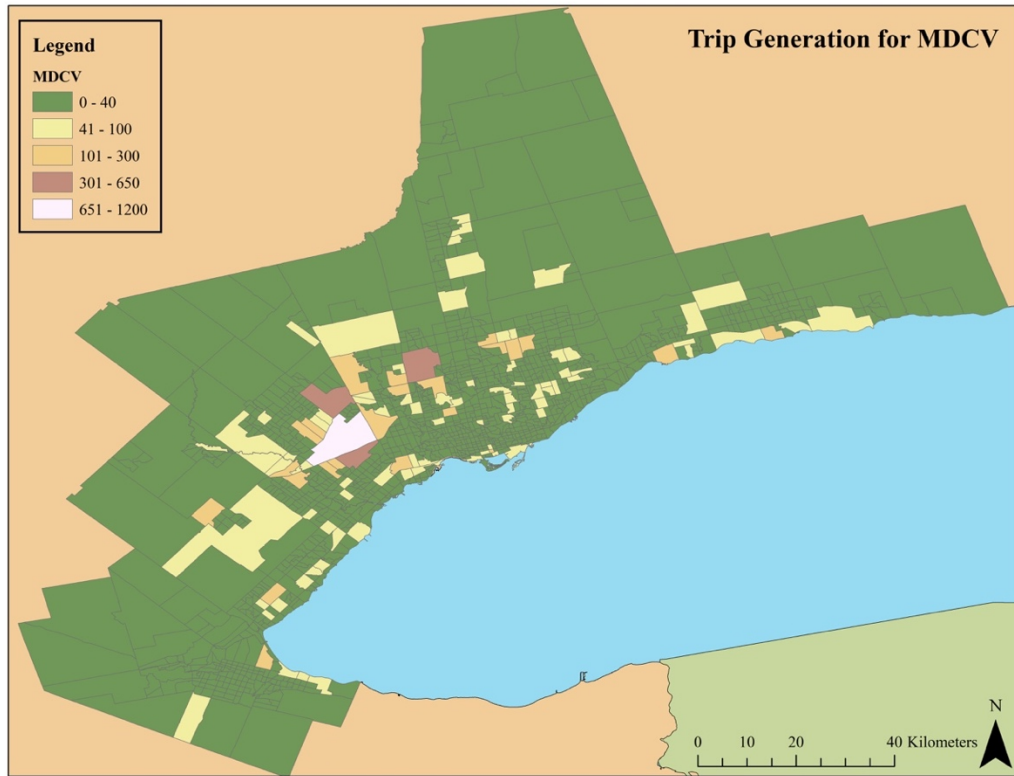 Trip Generation for MDCV
Legend
MDCV
0 - 40
41 - 100
101 - 300
301 - 650
651 - 1200
N
0 10 20 40 Kilometers